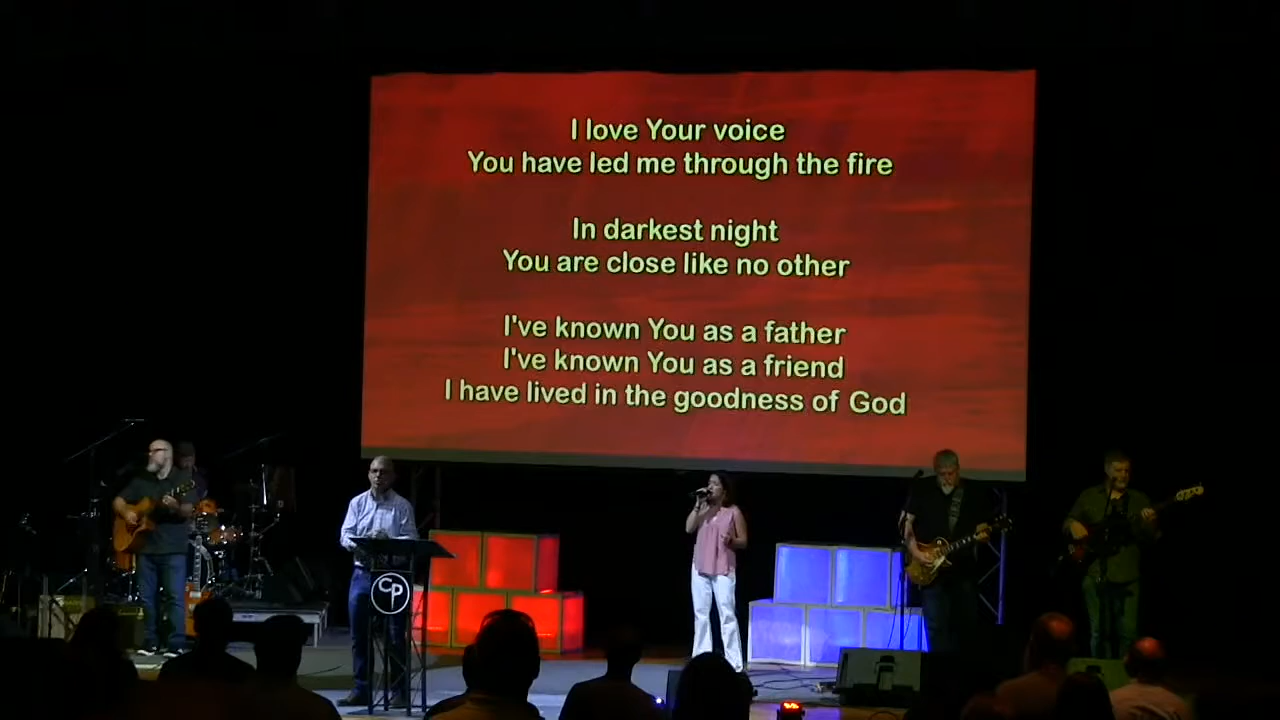 I love Your voice
You have led me through the fire
In darkest night
You are close like no other
I've known You as a father
I've known You as a friend
I have lived in the goodness of God
CP